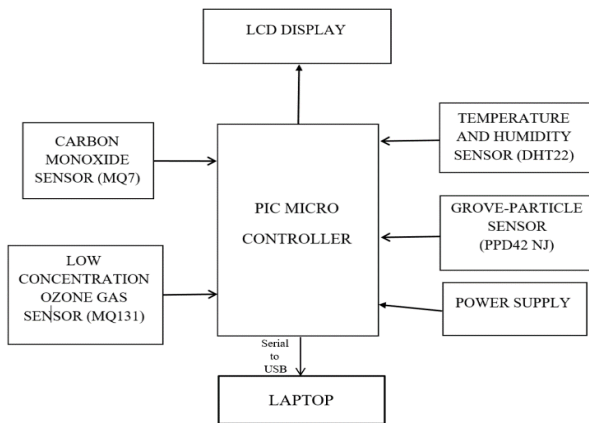 LCD DISPLAY
CARBON
MONOXIDE
SENSOR (MQ7)
LOW
CONCENTRATION
OZONE GAS
SENSOR (MQ131)
PIC MICRO
CONTROLLER
TEMPERATURE
AND HUMIDITY
SENSOR (DHT22)
GROVE-PARTICLE
SENSOR
(PPD42 NJ)
POWER SUPPLY
Serial
to
USB
LAPTOP